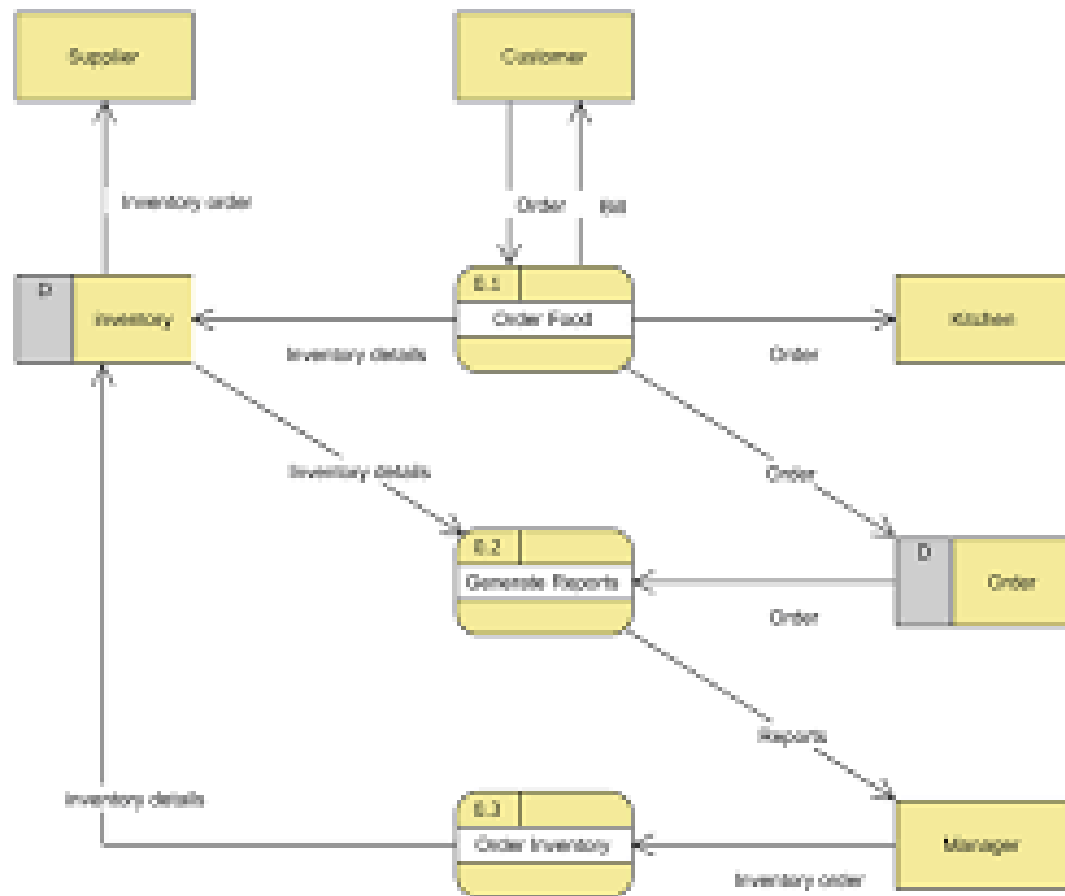 Supplier
Customer
Inventory order
Order
Bill
D
Inventory
0.1
Order Food
Kitchen
Inventory details
Order
Inventory details
Order
0.2
Generate Reports
D
Order
Order
Reports
Inventory details
0.3
Order Inventory
Manager
Inventory order